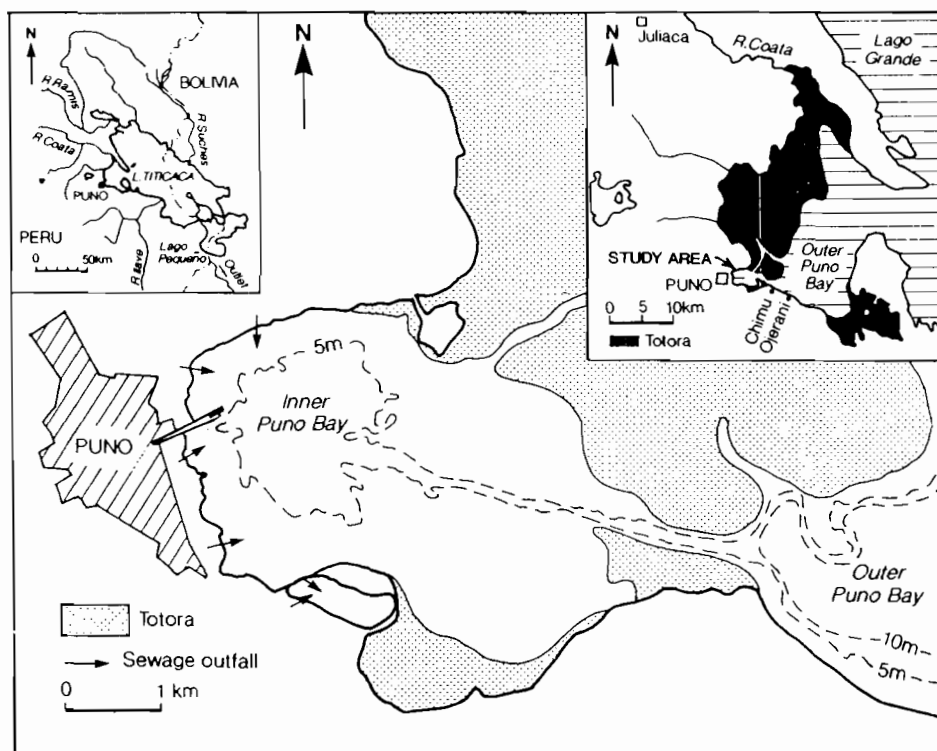 N
BOLIVIA
R.Ramis
R.Suches
R.Coata
L.TITICACA
PUNO
PERU
Lago
Pequeño
0 50km
R.Ilave
Outlet
N
N
Juliaca
R.Coata
Lago
Grande
STUDY AREA
PUNO
Outer
Puno
Bay
0 5 10km
Chimu
Ojerani
Totora
5m
Inner
Puno Bay
PUNO
Outer
Puno Bay
10m
5m
Totora
Sewage outfall
0 1 km